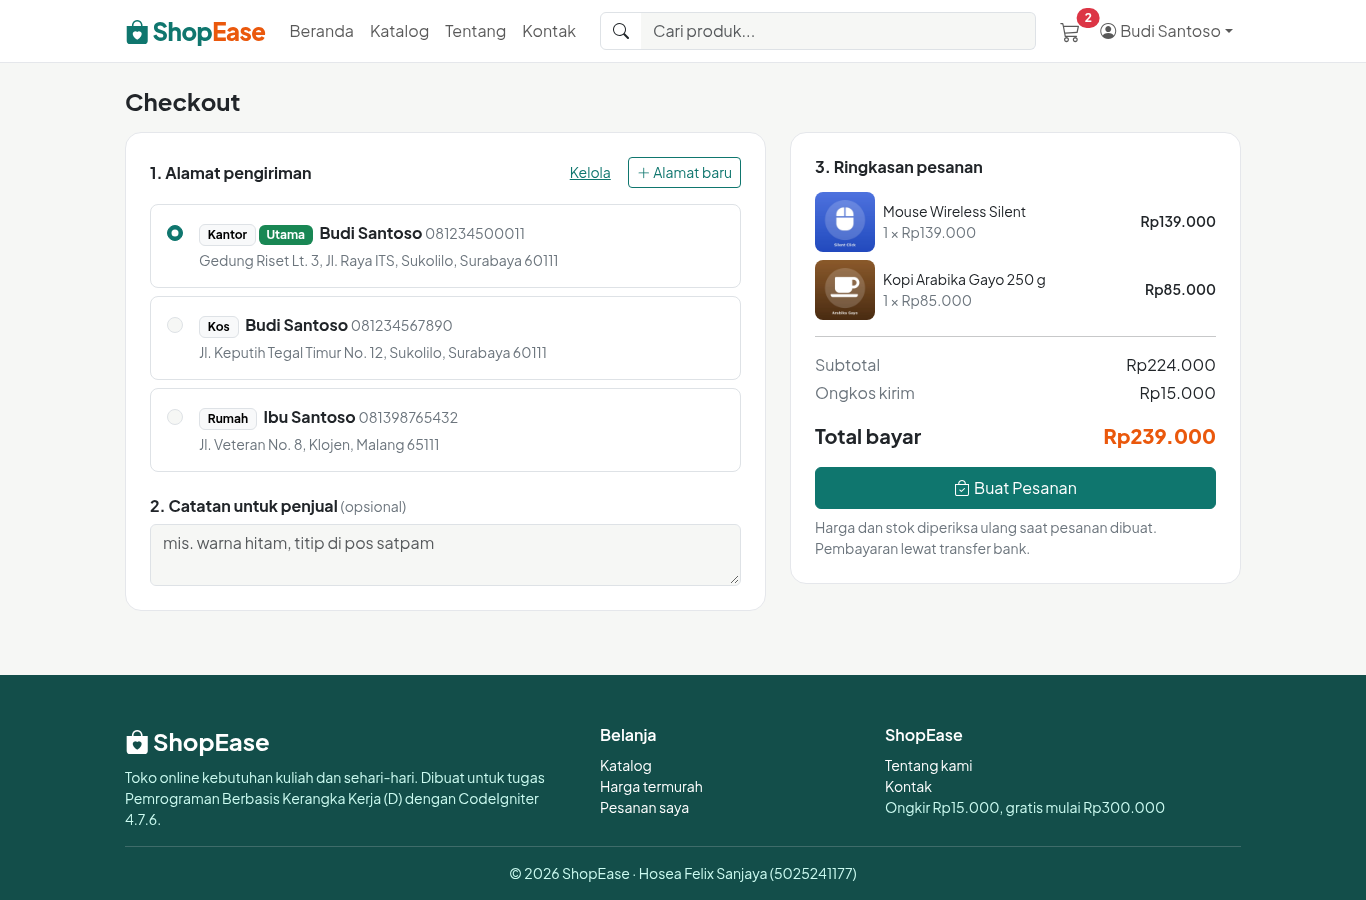 ShopEase
Beranda
Katalog
Tentang
Kontak
Cari produk...
2
Budi Santoso
Checkout
1. Alamat pengiriman
Kelola
Alamat baru
Kantor Utama Budi Santoso 081234500011
Gedung Riset Lt. 3, Jl. Raya ITS, Sukolilo, Surabaya 60111
Kos Budi Santoso 081234567890
Jl. Keputih Tegal Timur No. 12, Sukolilo, Surabaya 60111
Rumah Ibu Santoso 081398765432
Jl. Veteran No. 8, Klojen, Malang 65111
2. Catatan untuk penjual (opsional)
mis. warna hitam, titip di pos satpam
3. Ringkasan pesanan
Silent Click
Mouse Wireless Silent
1 × Rp139.000
Rp139.000
Arabika Gayo
Kopi Arabika Gayo 250 g
1 × Rp85.000
Rp85.000
Subtotal Rp224.000
Ongkos kirim Rp15.000
Total bayar Rp239.000
Buat Pesanan
Harga dan stok diperiksa ulang saat pesanan dibuat.
Pembayaran lewat transfer bank.
ShopEase
Toko online kebutuhan kuliah dan sehari-hari. Dibuat untuk tugas
Pemrograman Berbasis Kerangka Kerja (D) dengan CodeIgniter
4.7.6.
Belanja
Katalog
Harga termurah
Pesanan saya
ShopEase
Tentang kami
Kontak
Ongkir Rp15.000, gratis mulai Rp300.000
© 2026 ShopEase · Hosea Felix Sanjaya (5025241177)